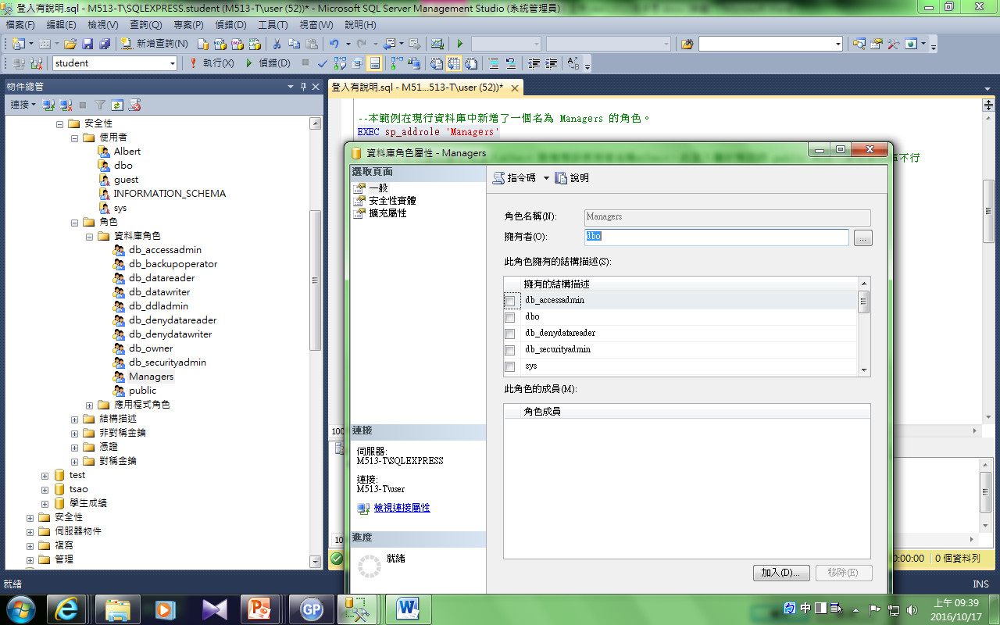 登入有說明.sql - M513-T\SQLEXPRESS.student (M513-T\user (52))* - Microsoft SQL Server Management Studio (系統管理員)
檔案(F) 編輯(E) 檢視(V) 查詢(Q) 專案(P) 偵錯(D) 工具(T) 視窗(W) 說明(H)
新增查詢(N)
student
執行(X) 偵錯(D)
物件總管
連接
安全性
使用者
Albert
dbo
guest
INFORMATION_SCHEMA
sys
角色
資料庫角色
db_accessadmin
db_backupoperator
db_datareader
db_datawriter
db_ddladmin
db_denydatareader
db_denydatawriter
db_owner
db_securityadmin
Managers
public
應用程式角色
結構描述
非對稱金鑰
憑證
對稱金鑰
test
tsao
學生成績
安全性
伺服器物件
複寫
管理
登入有說明.sql - M51...513-T\user (52))*
--本範例在現行資料庫中新增了一個名為 Managers 的角色。
EXEC sp_addrole 'Managers'
不行
資料庫角色屬性 - Managers
選取頁面
一般
安全性實體
擴充屬性
指令碼 說明
角色名稱(N): Managers
擁有者(O): dbo
...
此角色擁有的結構描述(S):
擁有的結構描述
db_accessadmin
dbo
db_denydatareader
db_securityadmin
sys
此角色的成員(M):
角色成員
加入(D)... 移除(E)
連接
伺服器:
M513-T\SQLEXPRESS
連接:
M513-T\user
檢視連接屬性
進度
就緒
100
10
0:00:00 0 個資料列
就緒 INS
GP
中
上午 09:39
2016/10/17